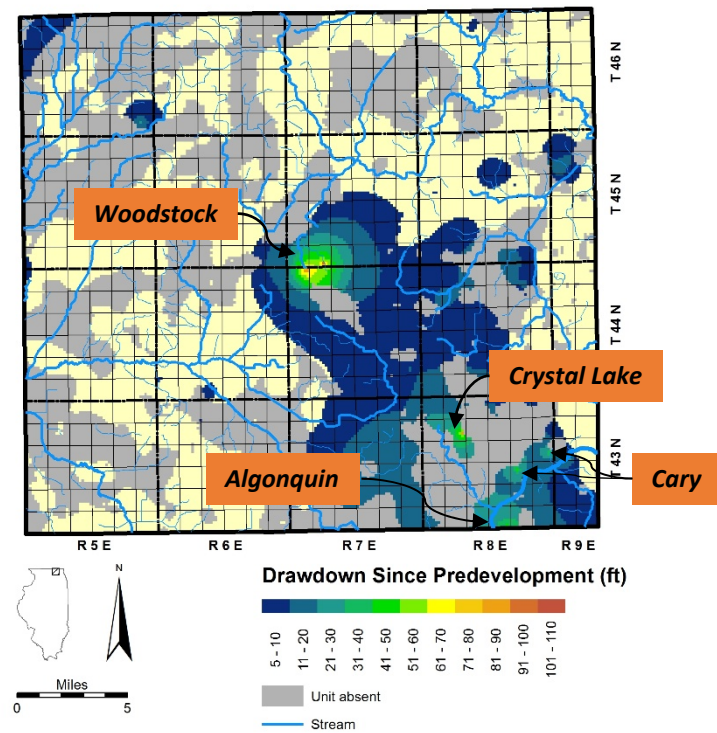 T 46 N
T 45 N
Woodstock
T 44 N
Crystal Lake
43 N
Algonquin
Cary
R 5 E R 6 E R 7 E R 8 E R 9 E
N
Drawdown Since Predevelopment (ft)
5 - 10
11 - 20
21 - 30
31 - 40
41 - 50
51 - 60
61 - 70
71 - 80
81 - 90
91 - 100
101 - 110
Miles
0 5
Unit absent
Stream